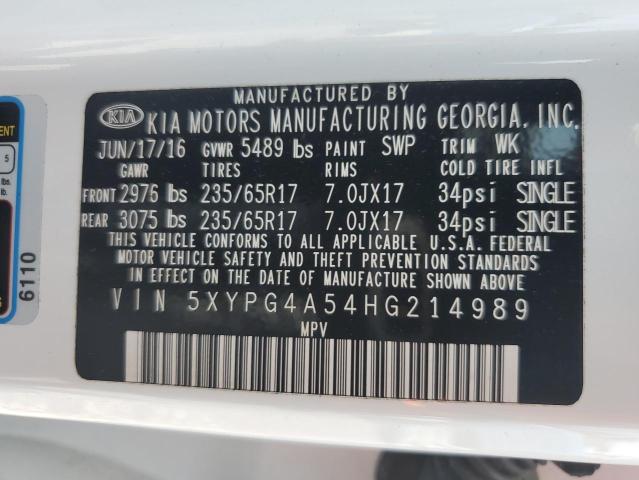 MANUFACTURED BY
KIA KIA MOTORS MANUFACTURING GEORGIA. INC.
JUN/17/16 GVWR 5489 lbs PAINT SWP TRIM WK
GAWR TIRES RIMS COLD TIRE INFL
FRONT 2976 lbs 235/65R17 7.0JX17 34psi SINGLE
REAR 3075 lbs 235/65R17 7.0JX17 34psi SINGLE
THIS VEHICLE CONFORMS TO ALL APPLICABLE U.S.A. FEDERAL
MOTOR VEHICLE SAFETY AND THEFT PREVENTION STANDARDS
IN EFFECT ON THE DATE OF MANUFACTURE SHOWN ABOVE.
VIN 5XYPG4A54HG214989
MPV
5
lbs.
lb.
6110